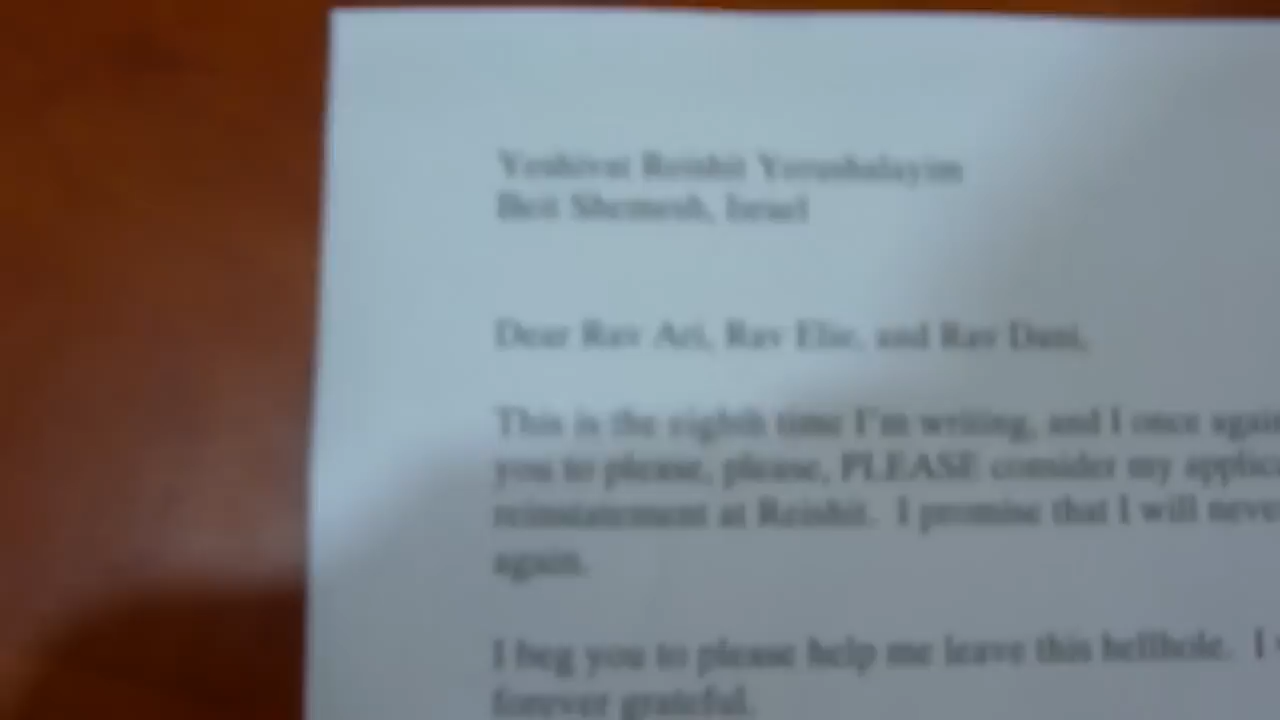 Yeshivat Reishit Yerushalayim
Beit Shemesh, Israel
Dear Rav Ari, Rav Elie, and Rav Dani,
This is the eighth time I'm writing, and I once again
you to please, please, PLEASE consider my applic
reinstatement at Reishit. I promise that I will neve
again.
I beg you to please help me leave this hellhole. I
forever grateful.